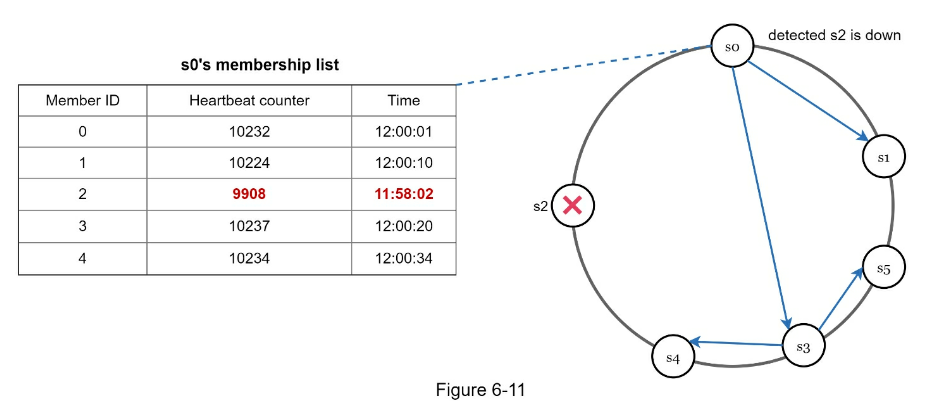 s0's membership list
Member ID Heartbeat counter Time
0 10232 12:00:01
1 10224 12:00:10
2 9908 11:58:02
3 10237 12:00:20
4 10234 12:00:34
s0
detected s2 is down
s1
s2
s5
s3
s4
Figure 6-11